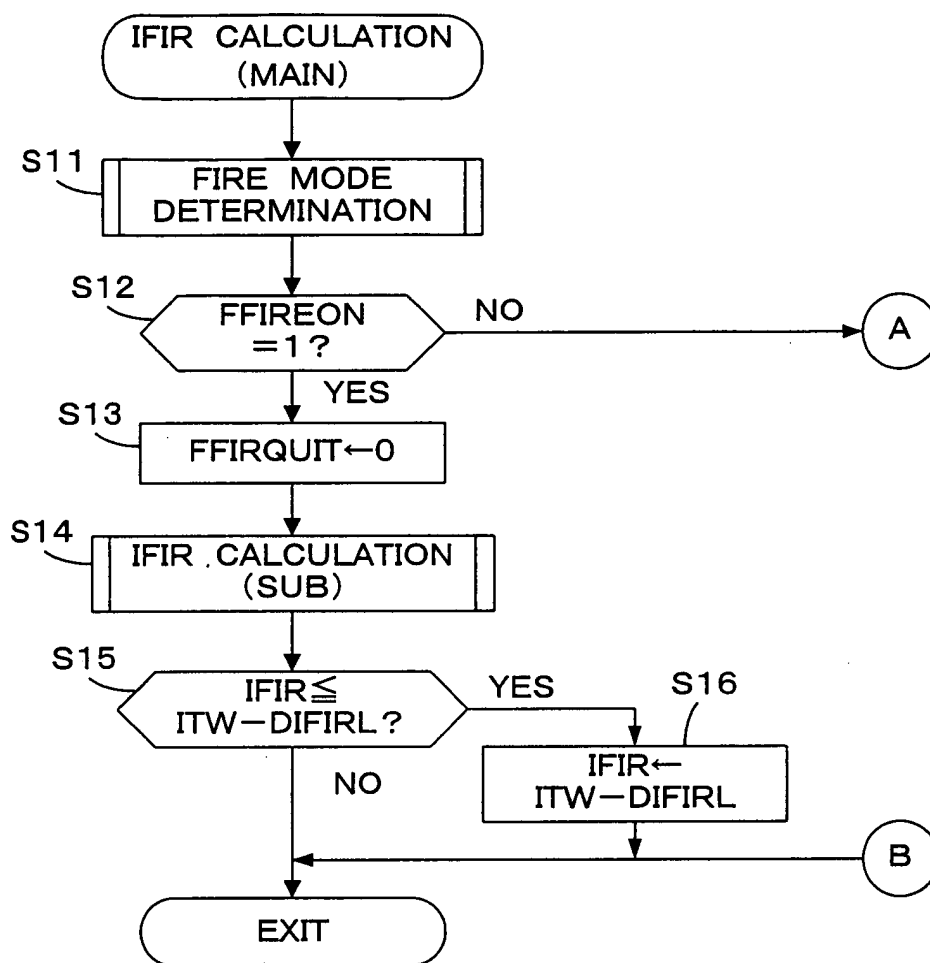 IFIR CALCULATION
(MAIN)
S11
FIRE MODE
DETERMINATION
S12
FFIREON
=1?
NO
A
YES
S13
FFIRQUIT←0
S14
IFIR CALCULATION
(SUB)
S15
IFIR≦
ITW-DIFIRL?
YES
S16
IFIR←
ITW-DIFIRL
NO
B
EXIT